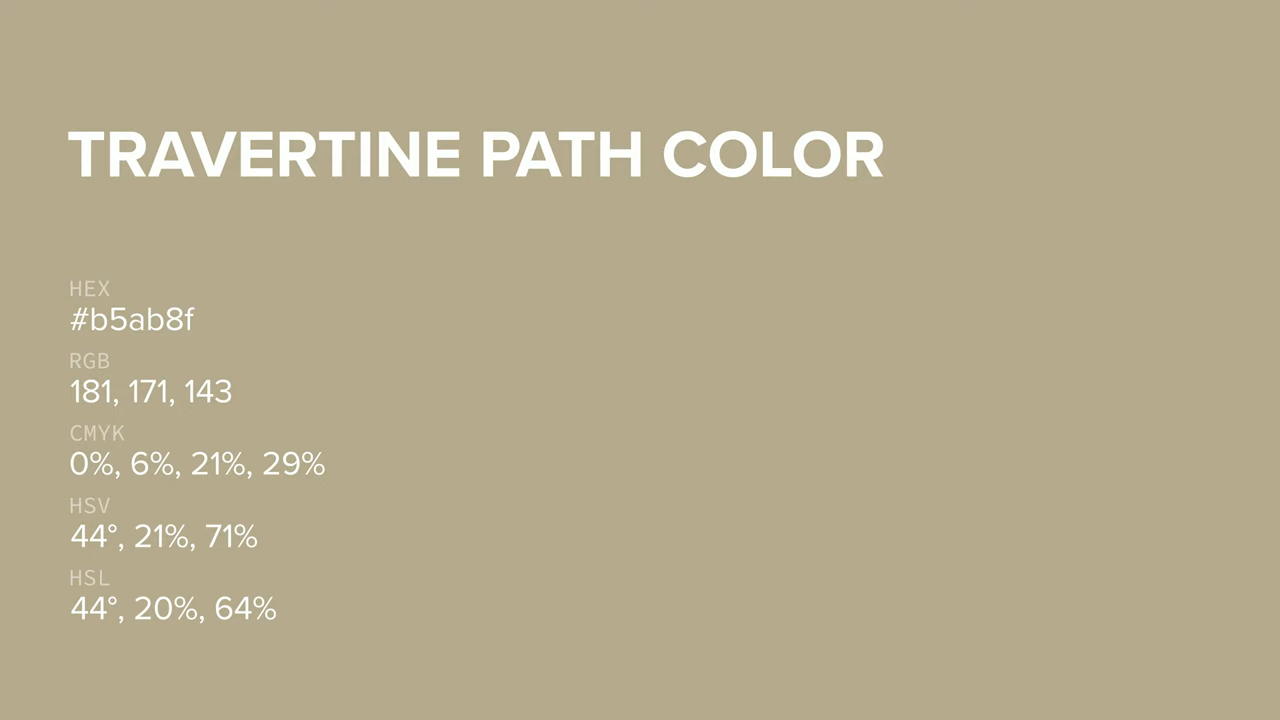 TRAVERTINE PATH COLOR
HEX
#b5ab8f
RGB
181, 171, 143
CMYK
0%, 6%, 21%, 29%
HSV
44°, 21%, 71%
HSL
44°, 20%, 64%